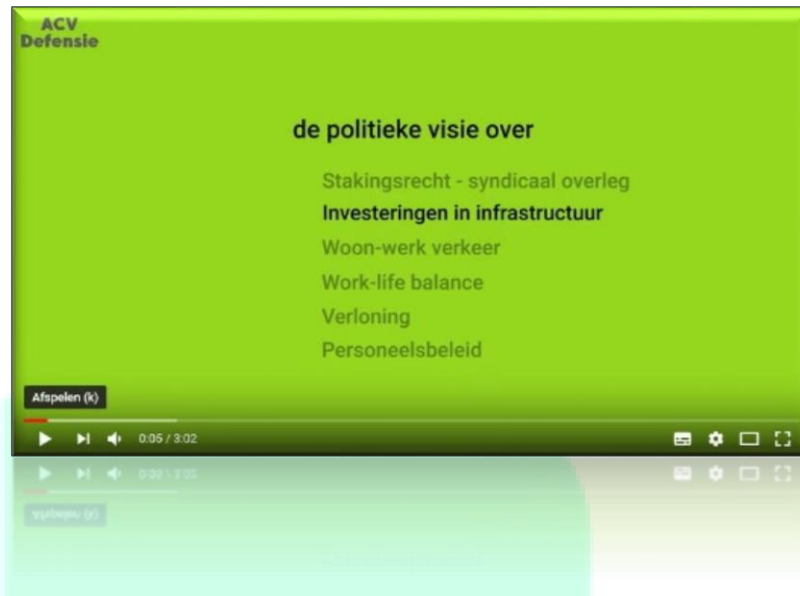 ACV
Defensie
de politieke visie over
Stakingsrecht - syndicaal overleg
Investeringen in infrastructuur
Woon-werk verkeer
Work-life balance
Verloning
Personeelsbeleid
Afspelen (k)
0:05 / 3:02